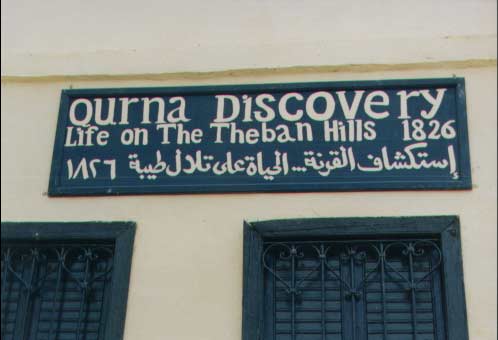 Qurna Discovery
Life on The Theban Hills 1826
إستكشاف القرنة... الحياة على تلال طيبة ١٨٢٦